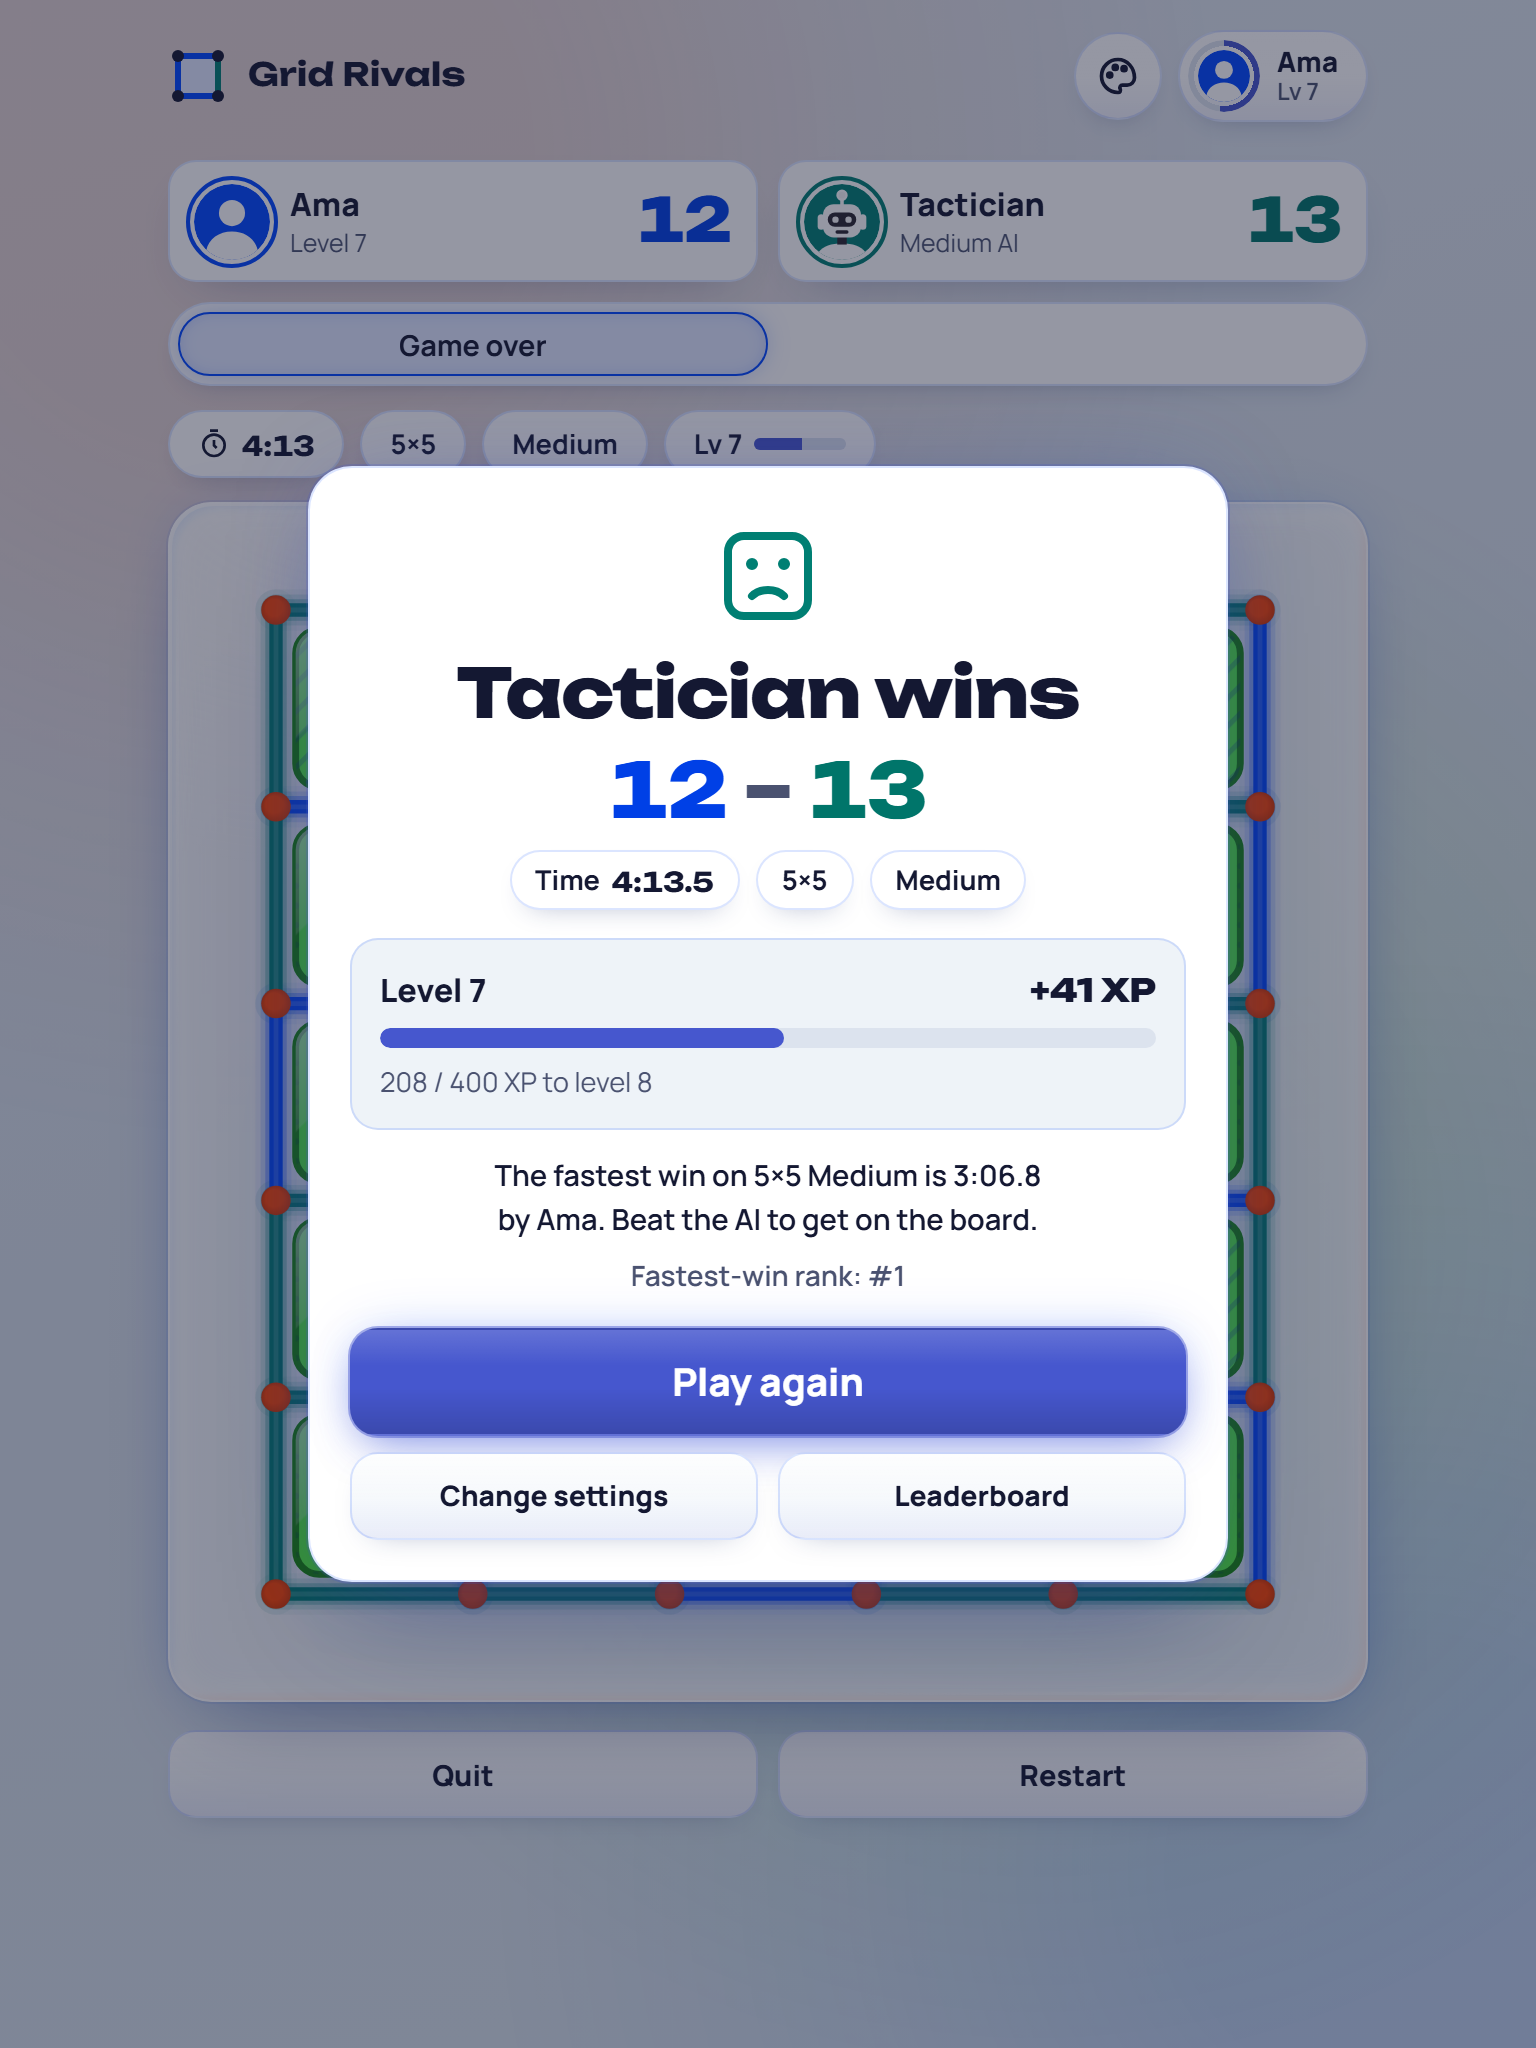 Grid Rivals
Ama
Lv 7
Ama
Level 7
12
Tactician
Medium AI
13
Game over
4:13
5×5
Medium
Lv 7
Tactician wins
12 – 13
Time 4:13.5
5×5
Medium
Level 7
+41 XP
208 / 400 XP to level 8
The fastest win on 5×5 Medium is 3:06.8
by Ama. Beat the AI to get on the board.
Fastest-win rank: #1
Play again
Change settings
Leaderboard
Quit
Restart